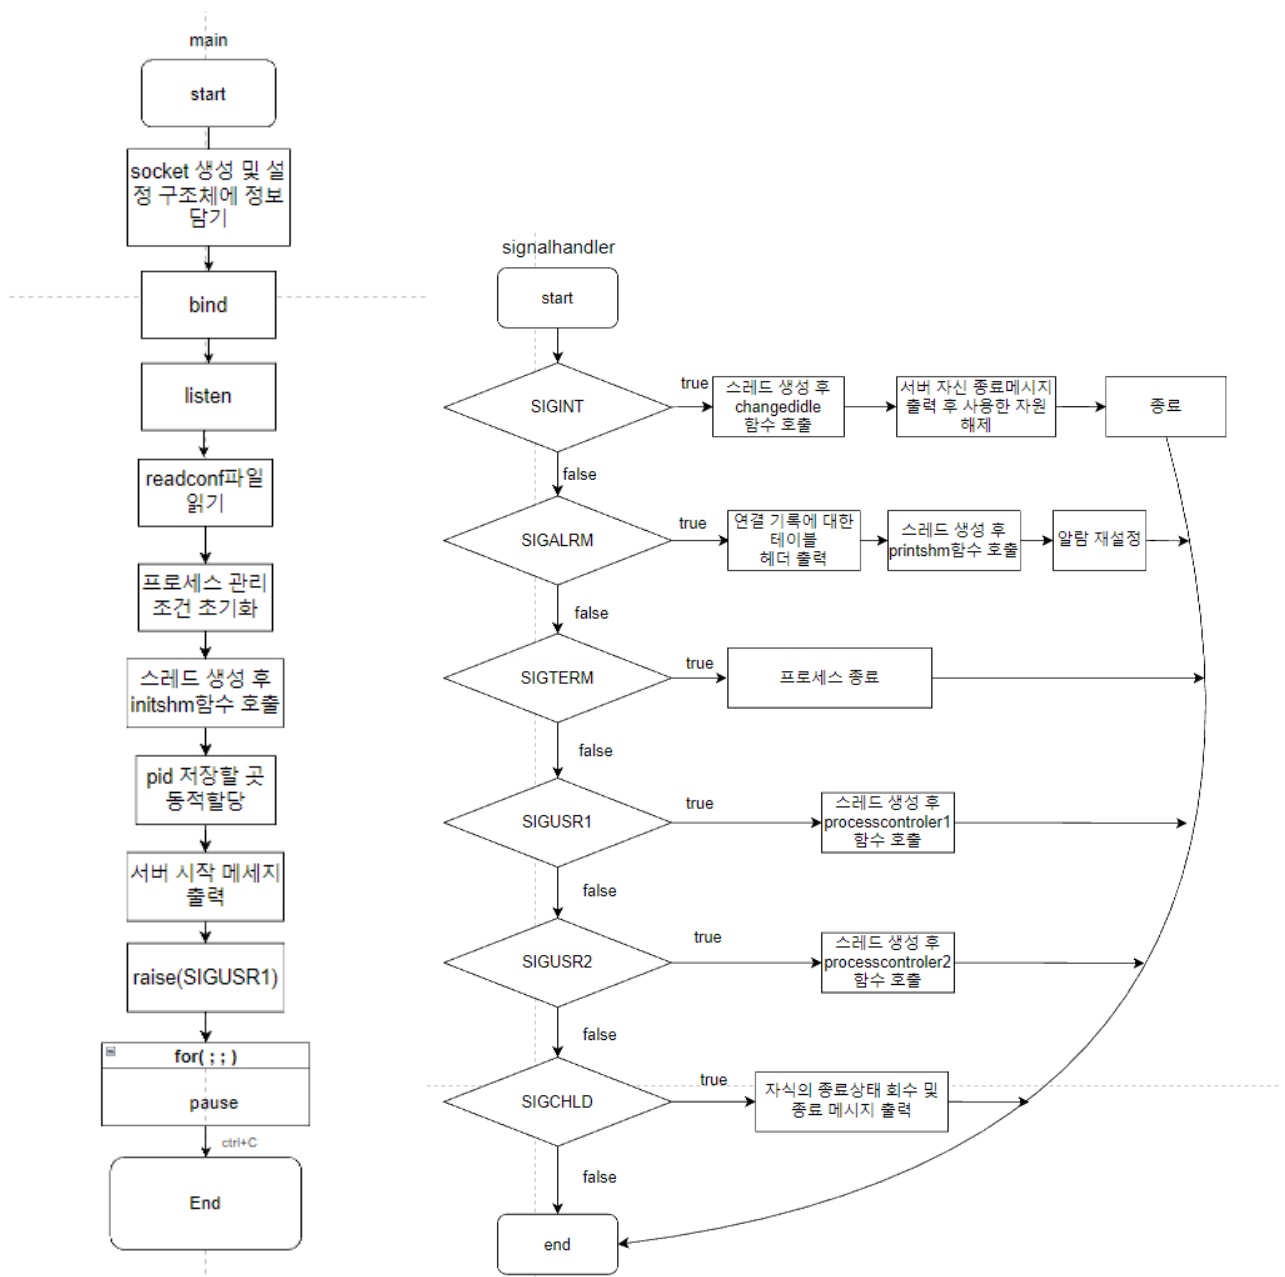 main
start
socket 생성 및 설
정 구조체에 정보
담기
bind
listen
readconf파일
읽기
프로세스 관리
조건 초기화
스레드 생성 후
initshm함수 호출
pid 저장할 곳
동적할당
서버 시작 메세지
출력
raise(SIGUSR1)
for( ; ; )
pause
ctrl+C
End
signalhandler
start
SIGINT
true
스레드 생성 후
changedidle
함수 호출
서버 자신 종료메시지
출력 후 사용한 자원
해제
종료
false
SIGALRM
true
연결 기록에 대한
테이블
헤더 출력
스레드 생성 후
printshm함수 호출
알람 재설정
false
SIGTERM
true
프로세스 종료
false
SIGUSR1
true
스레드 생성 후
processcontroler1
함수 호출
false
SIGUSR2
true
스레드 생성 후
processcontroler2
함수 호출
false
SIGCHLD
true
자식의 종료상태 회수 및
종료 메시지 출력
false
end